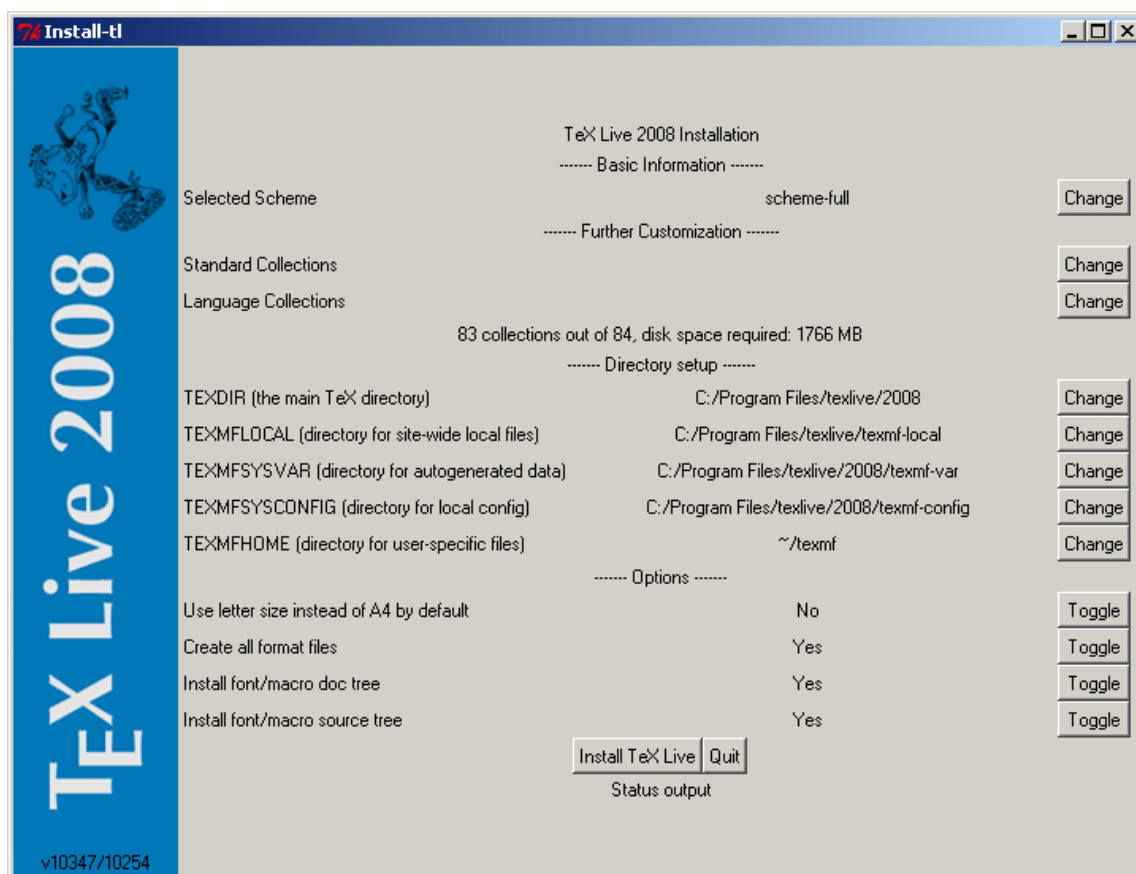 Install-tl
TeX Live 2008 Installation
------- Basic Information -------
Selected Scheme scheme-full Change
------- Further Customization -------
Standard Collections Change
Language Collections Change
83 collections out of 84, disk space required: 1766 MB
------- Directory setup -------
TEXDIR (the main TeX directory) C:/Program Files/texlive/2008 Change
TEXMFLOCAL (directory for site-wide local files) C:/Program Files/texlive/texmf-local Change
TEXMFSYSVAR (directory for autogenerated data) C:/Program Files/texlive/2008/texmf-var Change
TEXMFSYSCONFIG (directory for local config) C:/Program Files/texlive/2008/texmf-config Change
TEXMFHOME (directory for user-specific files) ~/texmf Change
------- Options -------
Use letter size instead of A4 by default No Toggle
Create all format files Yes Toggle
Install font/macro doc tree Yes Toggle
Install font/macro source tree Yes Toggle
Install TeX Live Quit
Status output
TEX Live 2008
v10347/10254